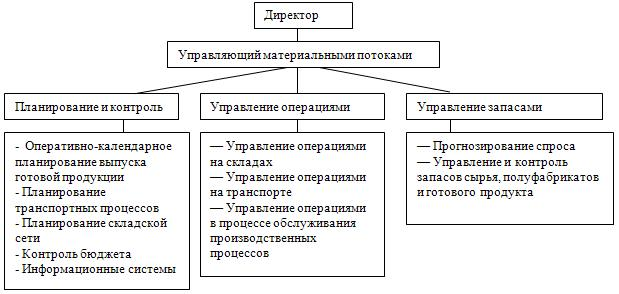 Директор
Управляющий материальными потоками
Планирование и контроль
Управление операциями
Управление запасами
- Оперативно-календарное
планирование выпуска
готовой продукции
- Планирование
транспортных процессов
- Планирование складской
сети
- Контроль бюджета
- Информационные системы
— Управление операциями
на складах
— Управление операциями
на транспорте
— Управление операциями
в процессе обслуживания
производственных
процессов
— Прогнозирование спроса
— Управление и контроль
запасов сырья, полуфабрикатов
и готового продукта